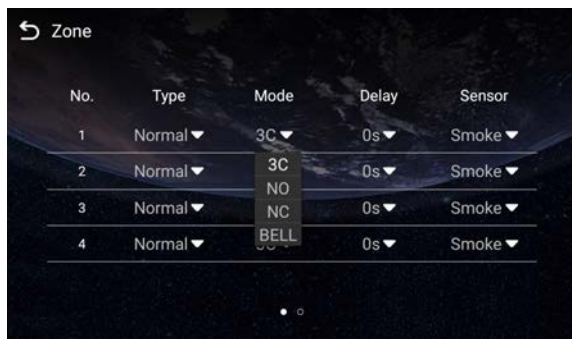 Zone
No. Type Mode Delay Sensor
1 Normal 3C 0s Smoke
2 Normal 3C 0s Smoke
NO
3 Normal NC 0s Smoke
4 Normal BELL 0s Smoke